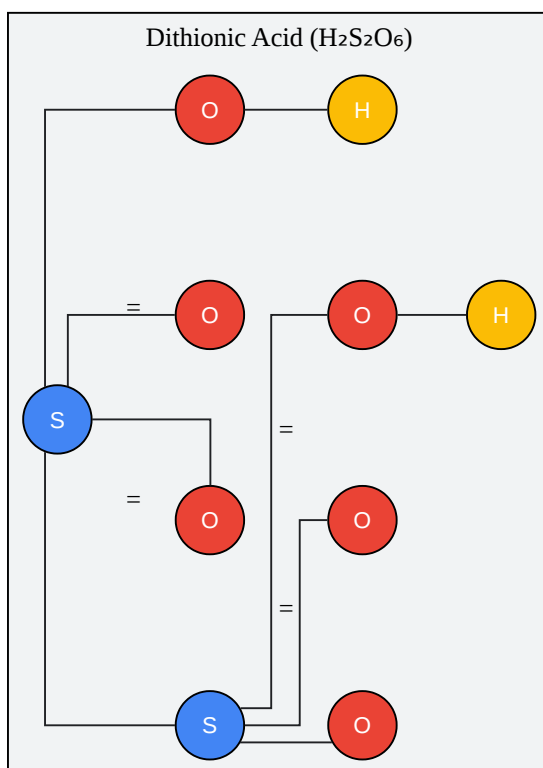 Dithionic Acid (H₂S₂O₆)
O H
= O O H
S
=
= O O
=
S O